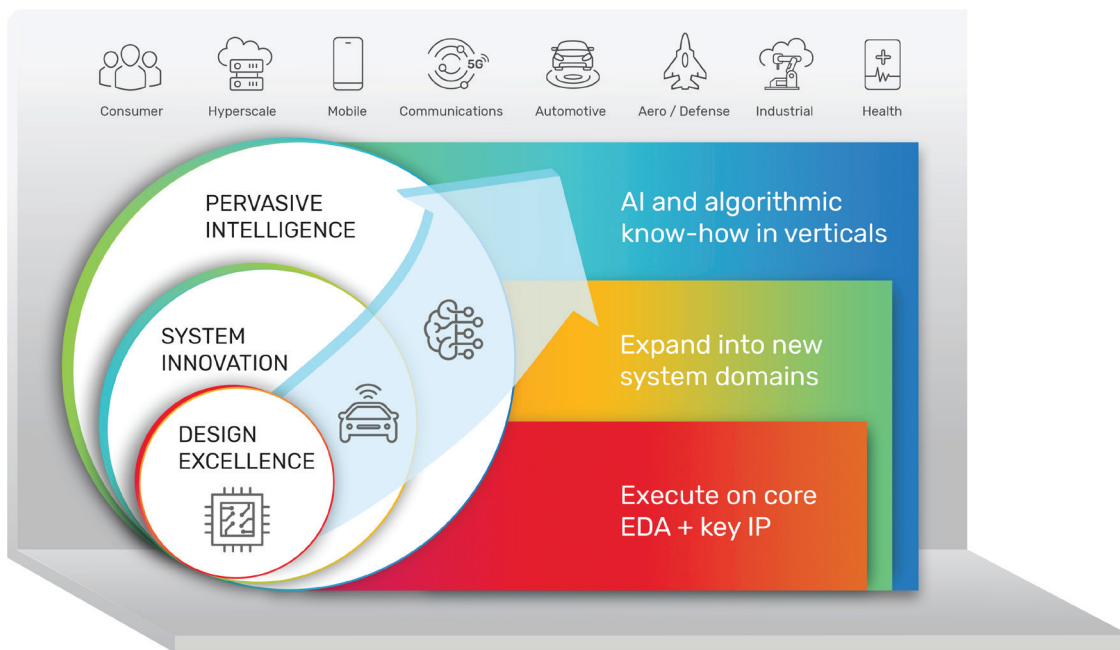 5G
Consumer
Hyperscale
Mobile
Communications
Automotive
Aero / Defense
Industrial
Health
PERVASIVE
INTELLIGENCE
AI and algorithmic
know-how in verticals
SYSTEM
INNOVATION
Expand into new
system domains
DESIGN
EXCELLENCE
Execute on core
EDA + key IP